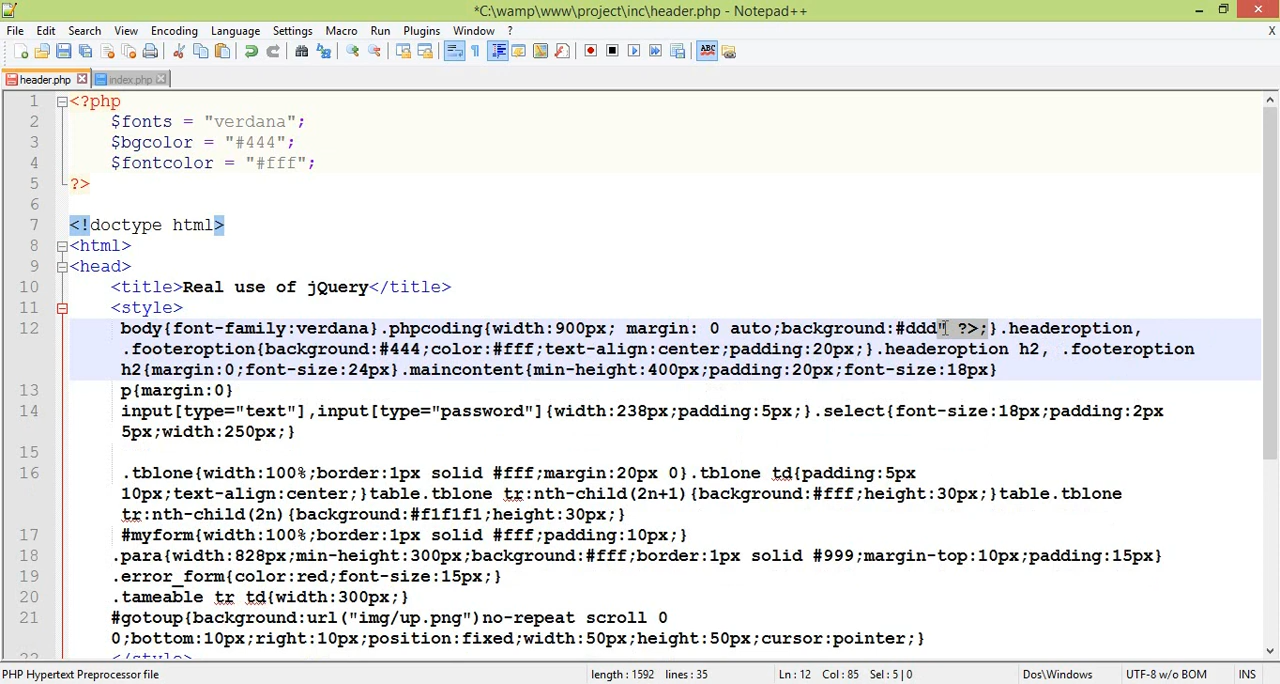 *C:\wamp\www\project\inc\header.php - Notepad++
File Edit Search View Encoding Language Settings Macro Run Plugins Window ? X
header.php index.php
1 <?php
2 $fonts = "verdana";
3 $bgcolor = "#444";
4 $fontcolor = "#fff";
5 ?>
6
7 <!doctype html>
8 <html>
9 <head>
10 <title>Real use of jQuery</title>
11 <style>
12 body{font-family:verdana}.phpcoding{width:900px; margin: 0 auto;background:#ddd" ?>;}.headeroption,
.footeroption{background:#444;color:#fff;text-align:center;padding:20px;}.headeroption h2, .footeroption
h2{margin:0;font-size:24px}.maincontent{min-height:400px;padding:20px;font-size:18px}
13 p{margin:0}
14 input[type="text"],input[type="password"]{width:238px;padding:5px;}.select{font-size:18px;padding:2px
5px;width:250px;}
15
16 .tblone{width:100%;border:1px solid #fff;margin:20px 0}.tblone td{padding:5px
10px;text-align:center;}table.tblone tr:nth-child(2n+1){background:#fff;height:30px;}table.tblone
tr:nth-child(2n){background:#f1f1f1;height:30px;}
17 #myform{width:100%;border:1px solid #fff;padding:10px;}
18 .para{width:828px;min-height:300px;background:#fff;border:1px solid #999;margin-top:10px;padding:15px}
19 .error_form{color:red;font-size:15px;}
20 .tameable tr td{width:300px;}
21 #gotoup{background:url("img/up.png")no-repeat scroll 0
0;bottom:10px;right:10px;position:fixed;width:50px;height:50px;cursor:pointer;}
22 </style>
PHP Hypertext Preprocessor file length : 1592 lines : 35 Ln : 12 Col : 85 Sel : 5 | 0 Dos\Windows UTF-8 w/o BOM INS